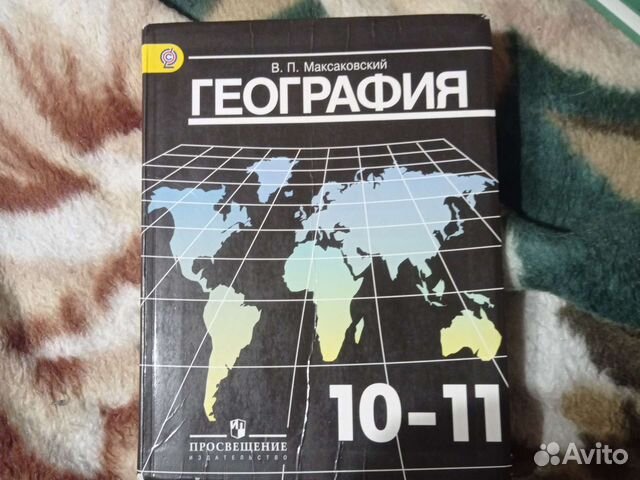 В. П. Максаковский
ГЕОГРАФИЯ
10-11
ПРОСВЕЩЕНИЕ
ИЗДАТЕЛЬСТВО
Avito